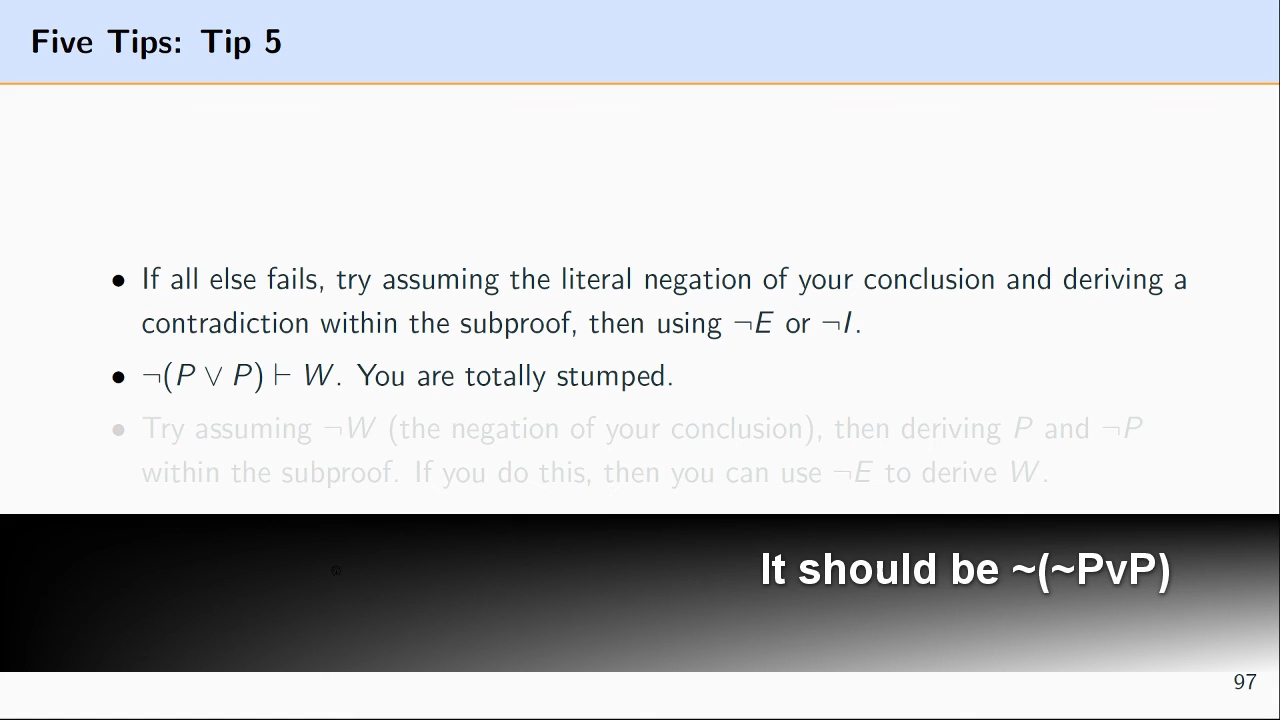 Five Tips: Tip 5
• If all else fails, try assuming the literal negation of your conclusion and deriving a
contradiction within the subproof, then using ¬E or ¬I.
• ¬(P ∨ P) ⊢ W. You are totally stumped.
• Try assuming ¬W (the negation of your conclusion), then deriving P and ¬P
within the subproof. If you do this, then you can use ¬E to derive W.
It should be ~(~PvP)
97